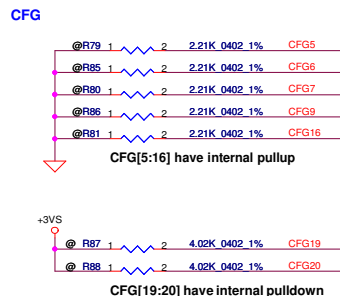 CFG
@R79 1 2 2.21K_0402_1% CFG5
@R85 1 2 2.21K_0402_1% CFG6
@R80 1 2 2.21K_0402_1% CFG7
@R86 1 2 2.21K_0402_1% CFG9
@R81 1 2 2.21K_0402_1% CFG16
CFG[5:16] have internal pullup
+3VS
@ R87 1 2 4.02K_0402_1% CFG19
@ R88 1 2 4.02K_0402_1% CFG20
CFG[19:20] have internal pulldown